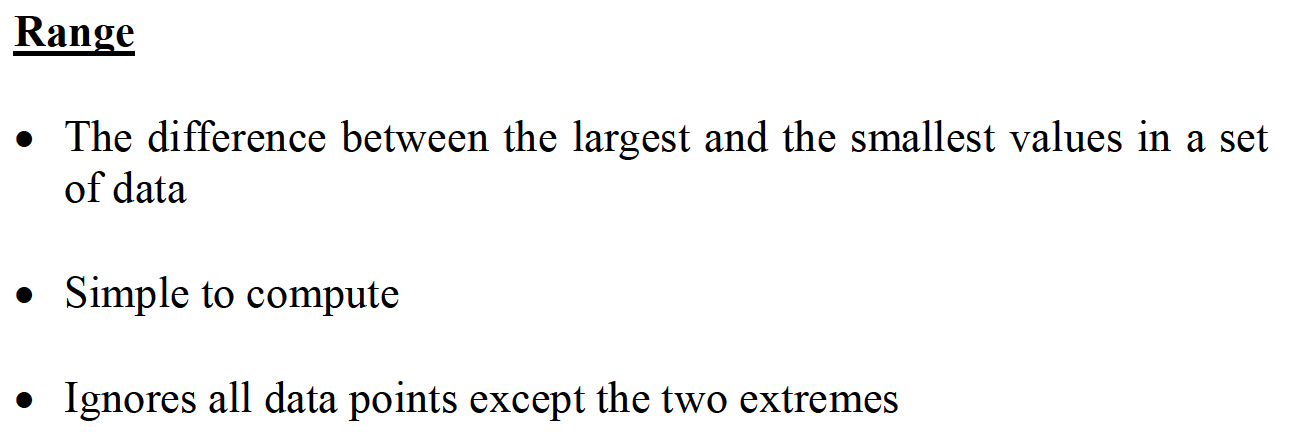 Range
• The difference between the largest and the smallest values in a set
of data
• Simple to compute
• Ignores all data points except the two extremes